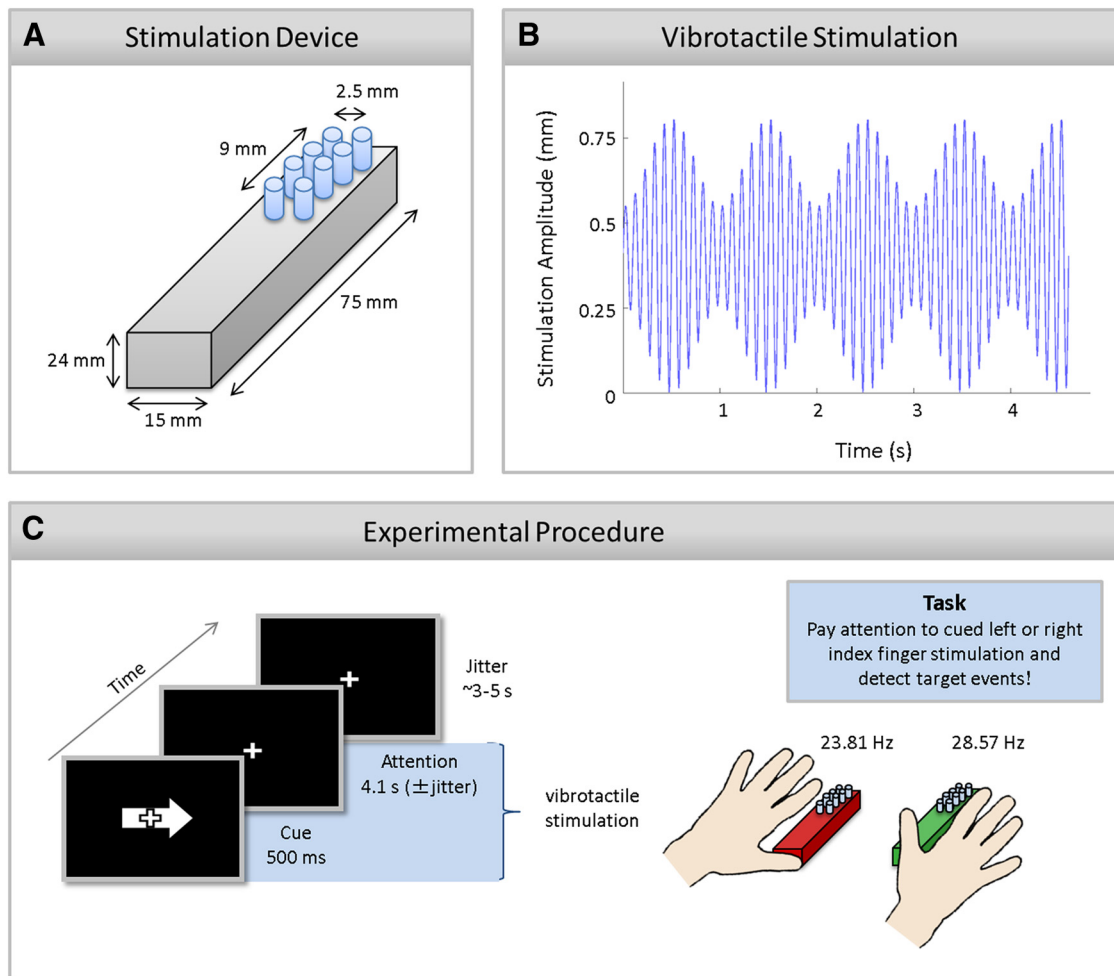 A
Stimulation Device
2.5 mm
9 mm
75 mm
24 mm
15 mm
B
Vibrotactile Stimulation
Stimulation Amplitude (mm)
0.75
0.5
0.25
0
1
2
3
4
Time (s)
C
Experimental Procedure
Time
Jitter
~3-5 s
Attention
4.1 s (±jitter)
Cue
500 ms
vibrotactile
stimulation
Task
Pay attention to cued left or right
index finger stimulation and
detect target events!
23.81 Hz
28.57 Hz